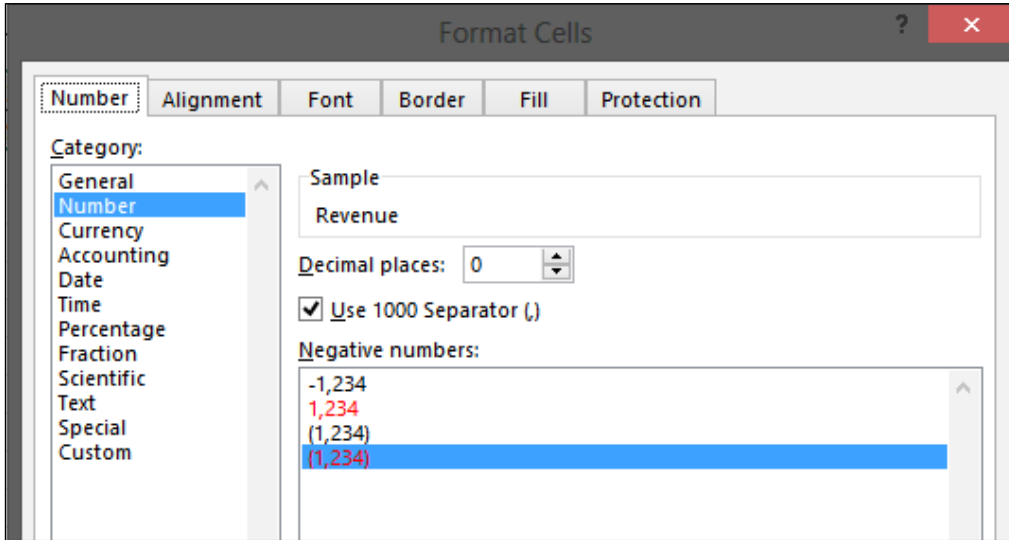 Format Cells ? ×
Number Alignment Font Border Fill Protection
Category:
General
Number
Currency
Accounting
Date
Time
Percentage
Fraction
Scientific
Text
Special
Custom
Sample
Revenue
Decimal places: 0
Use 1000 Separator (,)
Negative numbers:
-1,234
1,234
(1,234)
(1,234)